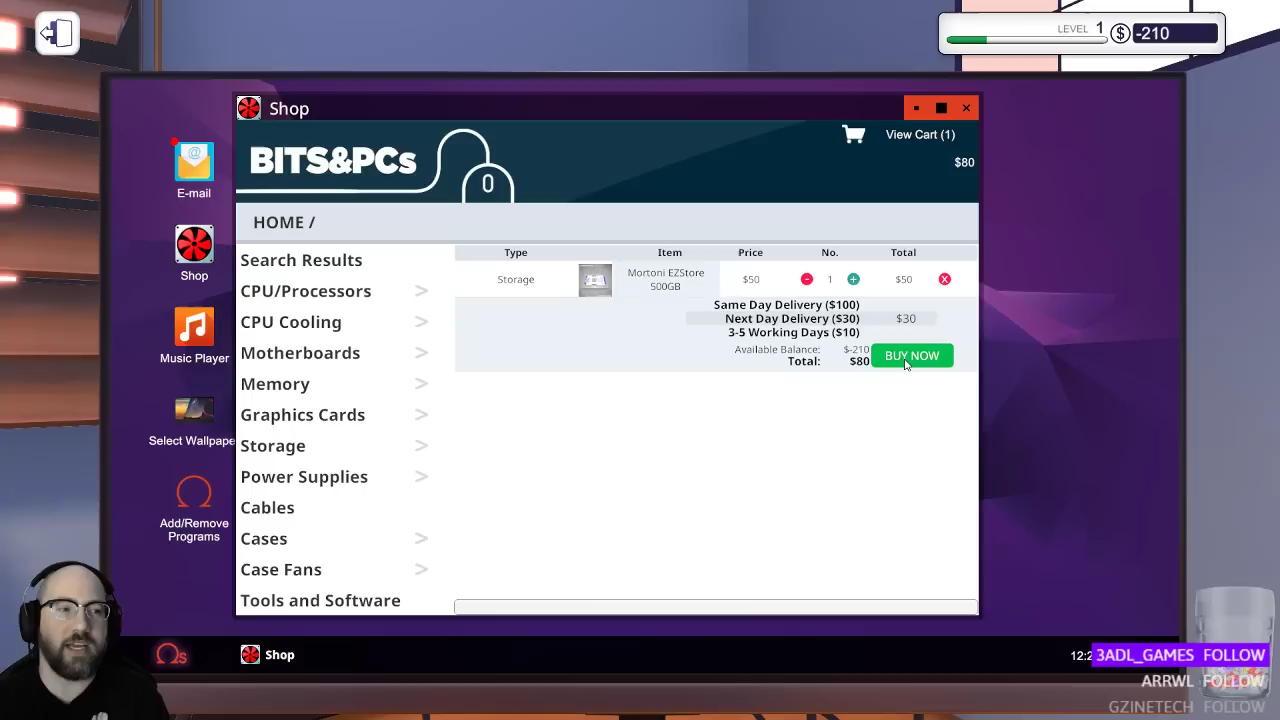 LEVEL 1
$ -210
Shop
View Cart (1)
$80
BITS&PCs
HOME /
E-mail
Shop
Music Player
Select Wallpape
Add/Remove
Programs
Search Results
CPU/Processors >
CPU Cooling >
Motherboards >
Memory >
Graphics Cards >
Storage >
Power Supplies >
Cables
Cases >
Case Fans >
Tools and Software
Type Item Price No. Total
Storage Mortoni EZStore 500GB $50 - 1 + $50 X
Same Day Delivery ($100)
Next Day Delivery ($30) $30
3-5 Working Days ($10)
Available Balance: $-210
Total: $80
BUY NOW
Shop
12:2
3ADL_GAMES FOLLOW
ARRWL FOLLOW
GZINETECH FOLLOW